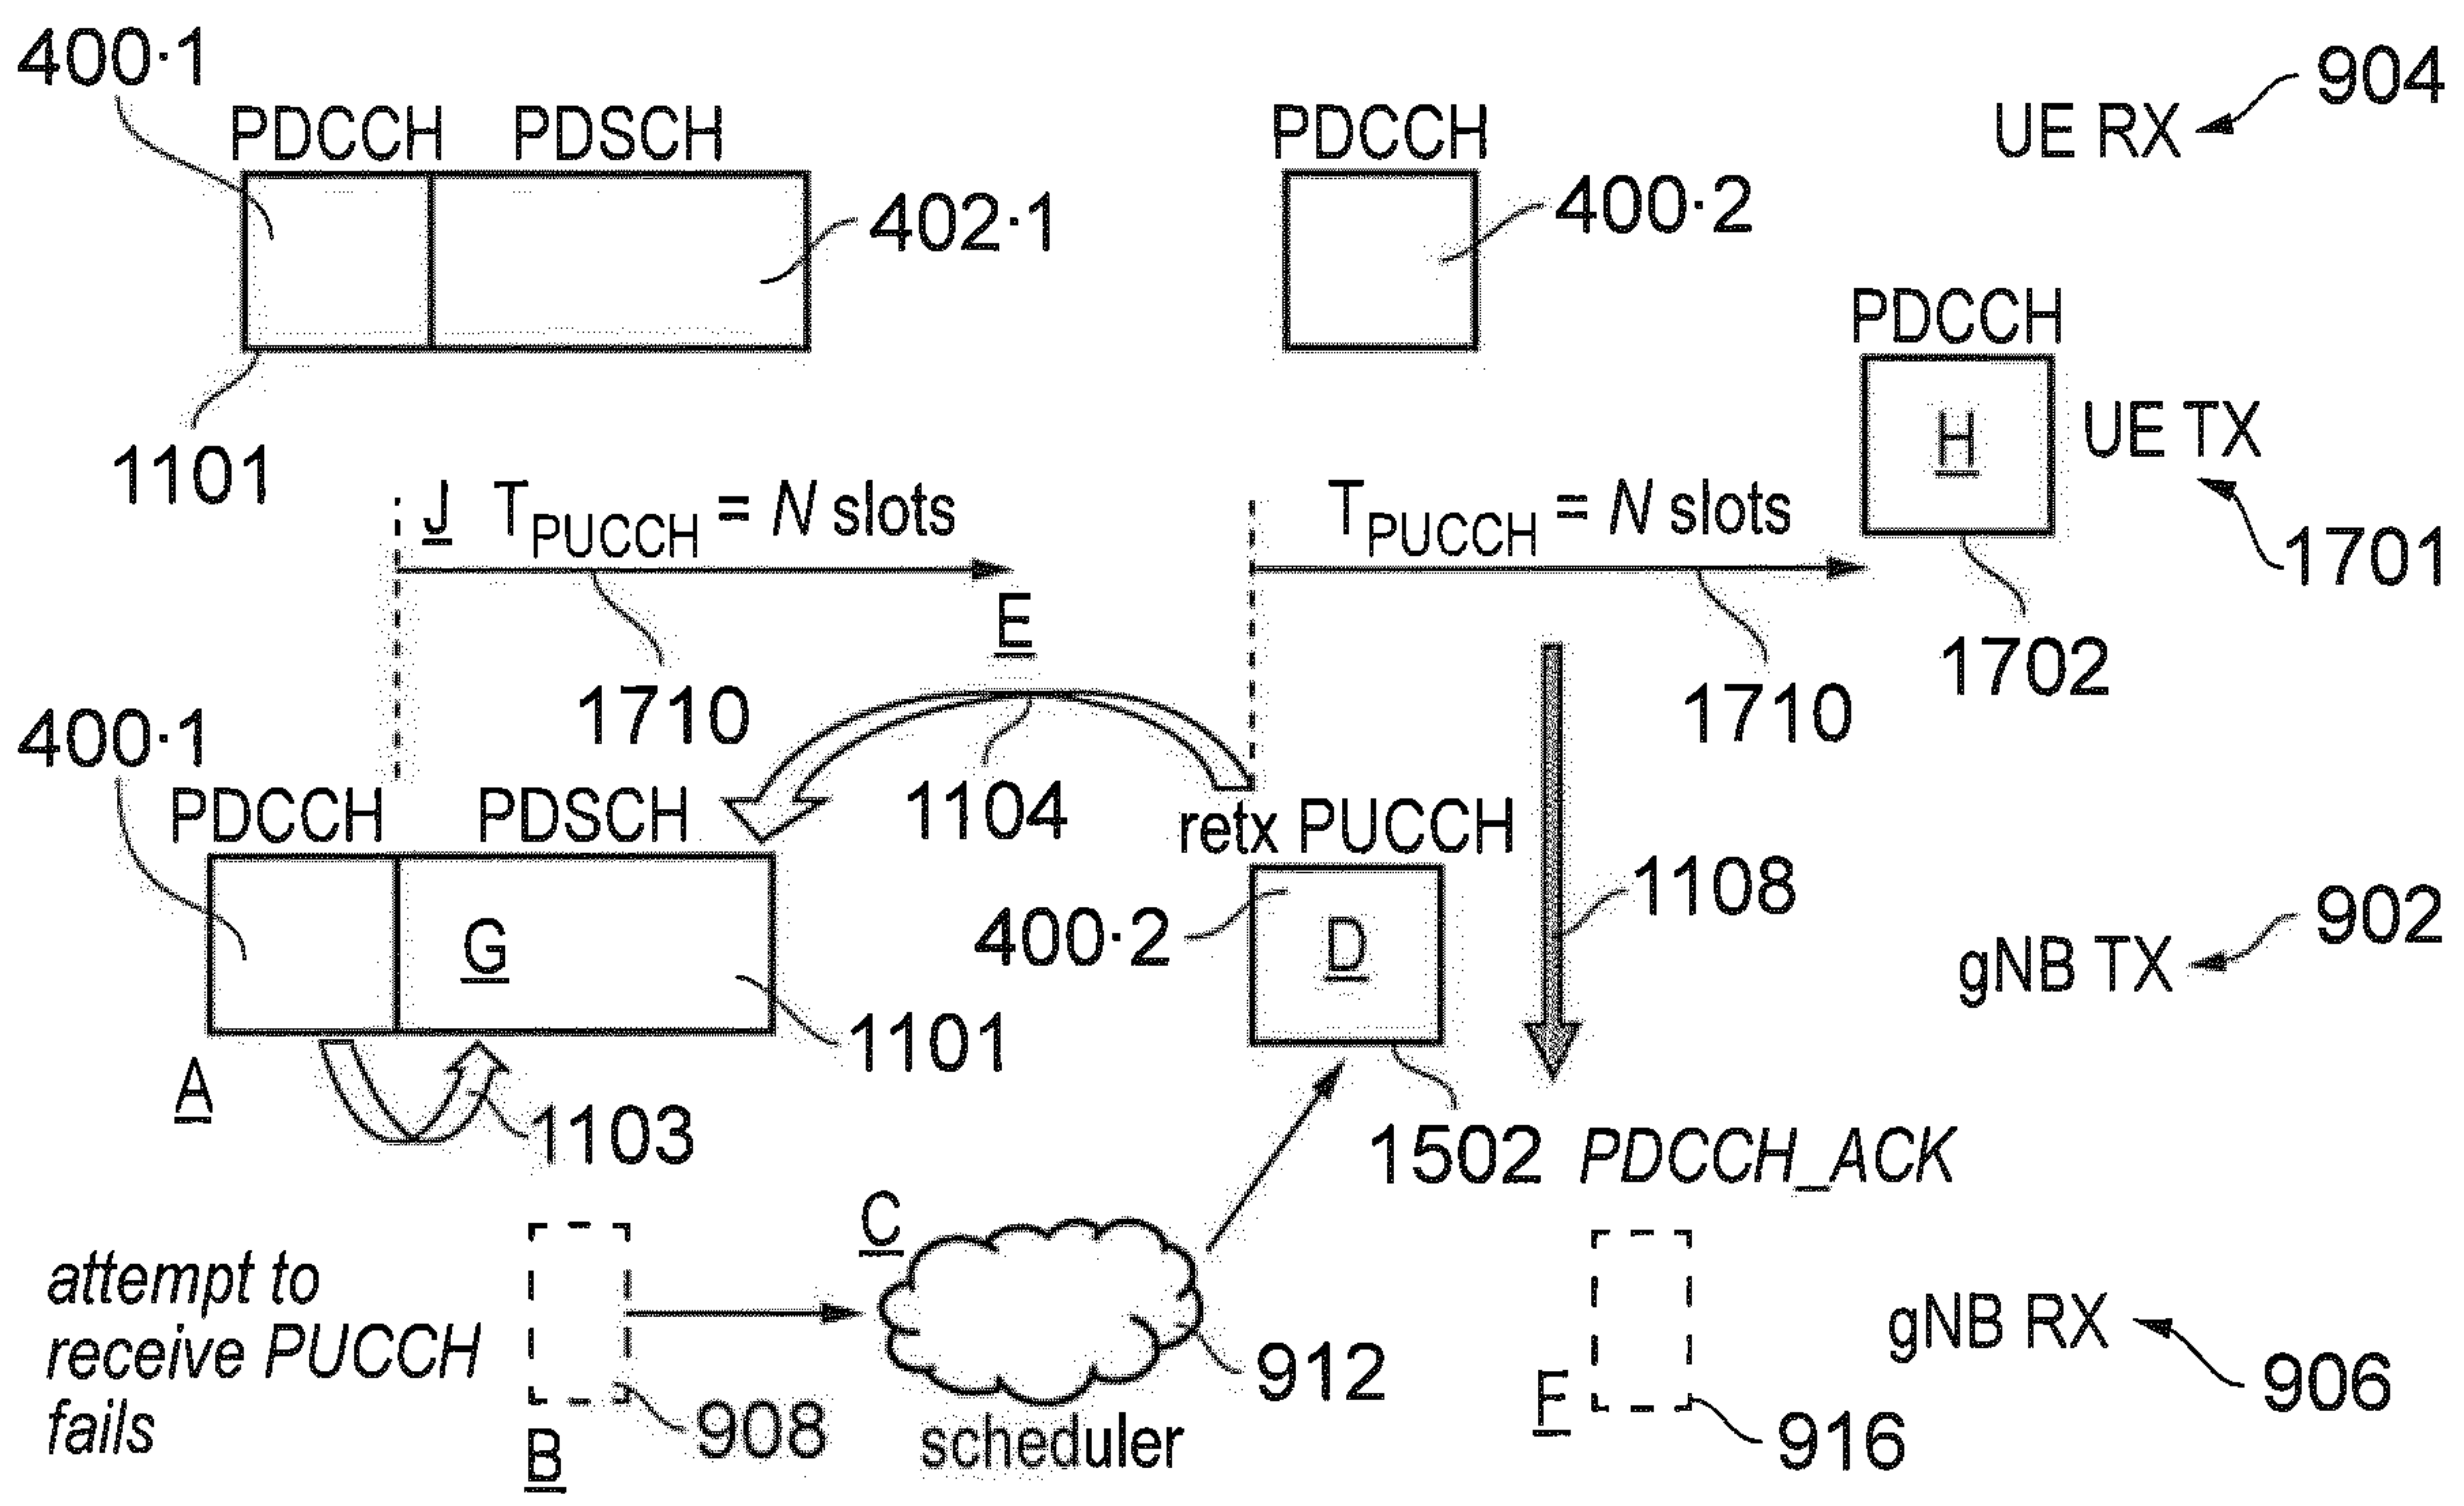 400·1
904
PDCCH PDSCH
PDCCH
UE RX
402·1
400·2
PDCCH
H
UE TX
1101
J T_PUCCH = N slots
T_PUCCH = N slots
1701
E
1710
1702
1710
400·1
1104
PDCCH PDSCH
retx PUCCH
1108
G
400·2
D
902
gNB TX
1101
A
1103
1502 PDCCH_ACK
C
attempt to
receive PUCCH
fails
gNB RX
912
906
F
908
scheduler
916
B